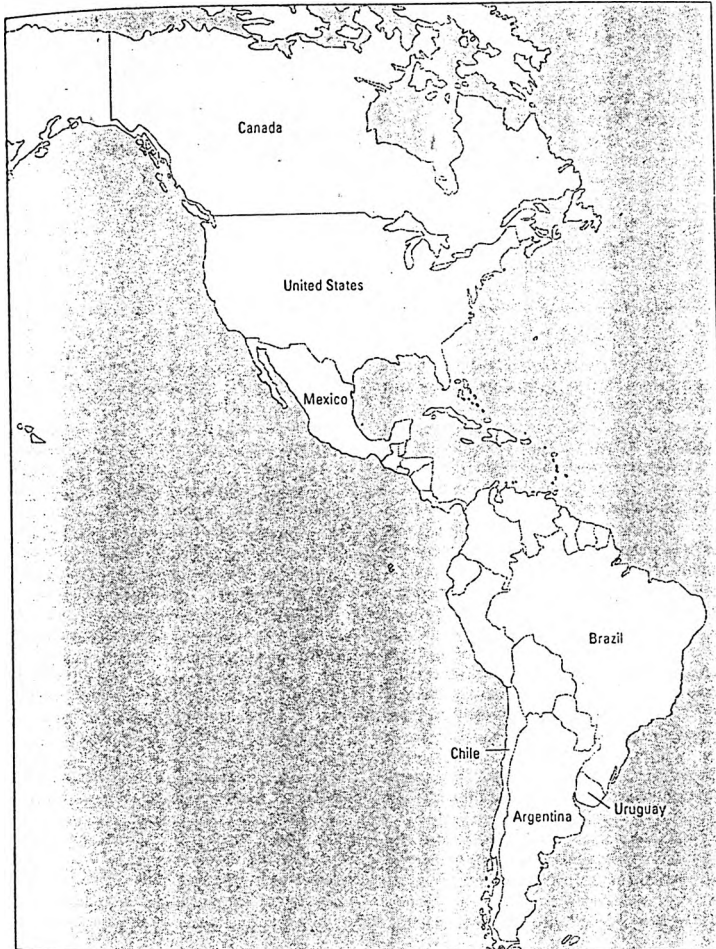 Canada
United States
Mexico
Brazil
Chile
Uruguay
Argentina